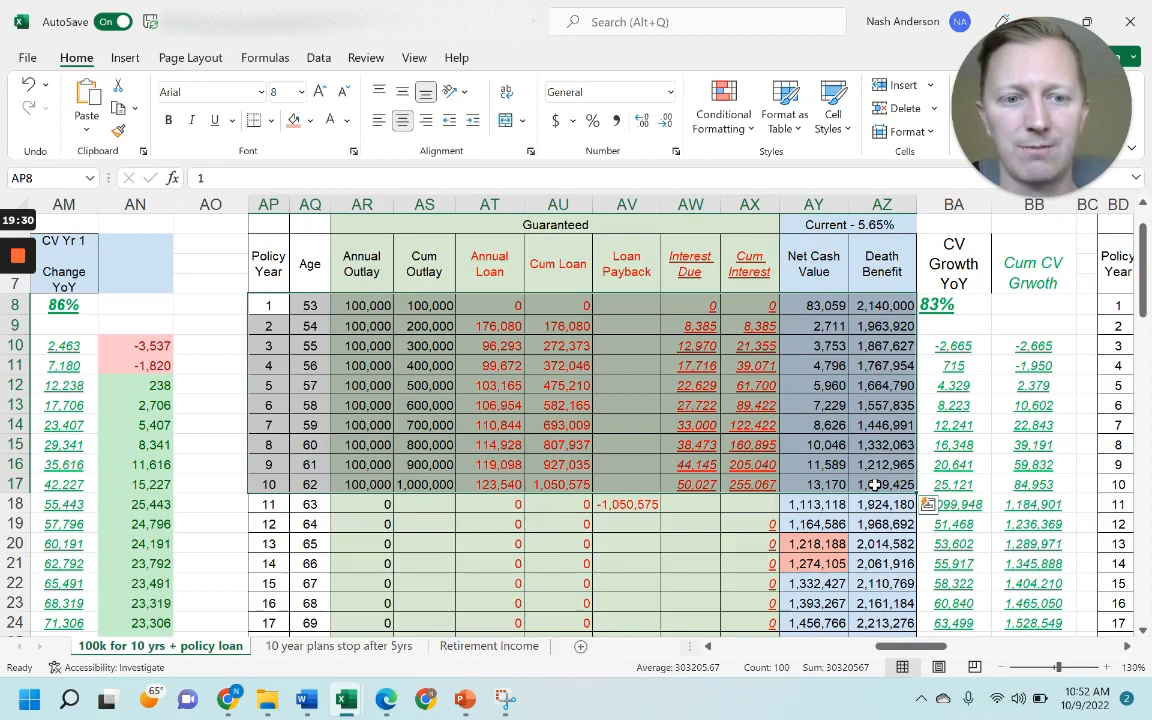 AutoSave On Search (Alt+Q) Nash Anderson NA
File Home Insert Page Layout Formulas Data Review View Help
Arial 8 General Insert
Paste Conditional Format as Cell Delete
Formatting Table Styles Format
Undo Clipboard Font Alignment Number Styles Cells
AP8 fx 1
AM AN AO AP AQ AR AS AT AU AV AW AX AY AZ BA BB BC BD
19:30
Guaranteed Current - 5.65%
CV Yr 1 Change YoY Policy Year Age Annual Outlay Cum Outlay Annual Loan Cum Loan Loan Payback Interest Due Cum Interest Net Cash Value Death Benefit CV Growth YoY Cum CV Grwoth Policy Year
7
8 86% 1 53 100,000 100,000 0 0 0 0 83,059 2,140,000 83% 1
9 2 54 100,000 200,000 176,080 176,080 8,385 8,385 2,711 1,963,920 2
10 2,463 -3,537 3 55 100,000 300,000 96,293 272,373 12,970 21,355 3,753 1,867,627 -2,665 -2,665 3
11 7,180 -1,820 4 56 100,000 400,000 99,672 372,046 17,716 39,071 4,796 1,767,954 715 -1,950 4
12 12,238 238 5 57 100,000 500,000 103,165 475,210 22,629 61,700 5,960 1,664,790 4,329 2,379 5
13 17,706 2,706 6 58 100,000 600,000 106,954 582,165 27,722 89,422 7,229 1,557,835 8,223 10,602 6
14 23,407 5,407 7 59 100,000 700,000 110,844 693,009 33,000 122,422 8,626 1,446,991 12,241 22,843 7
15 29,341 8,341 8 60 100,000 800,000 114,928 807,937 38,473 160,895 10,046 1,332,063 16,348 39,191 8
16 35,616 11,616 9 61 100,000 900,000 119,098 927,035 44,145 205,040 11,589 1,212,965 20,641 59,832 9
17 42,227 15,227 10 62 100,000 1,000,000 123,540 1,050,575 50,027 255,067 13,170 25,121 84,953 10
18 55,443 25,443 11 63 0 0 0 -1,050,575 1,113,118 1,924,180 099,948 1,184,901 11
19 57,796 24,796 12 64 0 0 0 0 1,164,586 1,968,692 51,468 1,236,369 12
20 60,191 24,191 13 65 0 0 0 0 1,218,188 2,014,582 53,602 1,289,971 13
21 62,792 23,792 14 66 0 0 0 0 1,274,105 2,061,916 55,917 1,345,888 14
22 65,491 23,491 15 67 0 0 0 0 1,332,427 2,110,769 58,322 1,404,210 15
23 68,319 23,319 16 68 0 0 0 0 1,393,267 2,161,184 60,840 1,465,050 16
24 71,306 23,306 17 69 0 0 0 0 1,456,766 2,213,276 63,499 1,528,549 17
100k for 10 yrs + policy loan 10 year plans stop after 5yrs Retirement Income
Ready Accessibility: Investigate Average: 303205.67 Count: 100 Sum: 30320567 130%
65° N 10:52 AM
10/9/2022 2